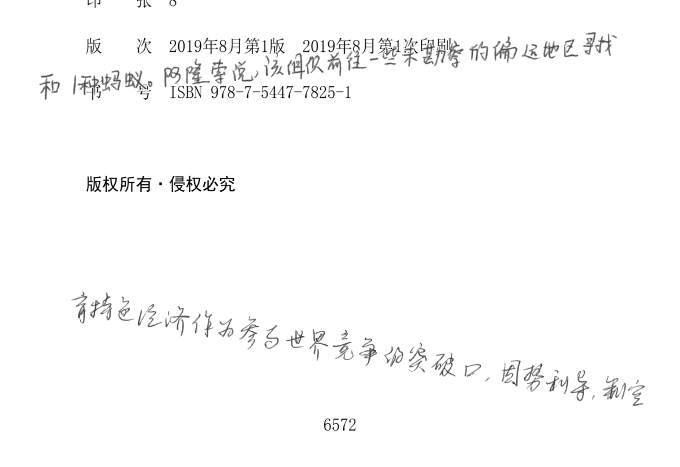 印 张 8
版 次 2019年8月第1版 2019年8月第1次印刷
和1种蚂蚁。阿隆索说,该组仅前往一些未勘察的偏远地区寻找
书 号 ISBN 978-7-5447-7825-1
版权所有·侵权必究
育特色经济作为参与世界竞争的突破口,因势利导,制定
6572